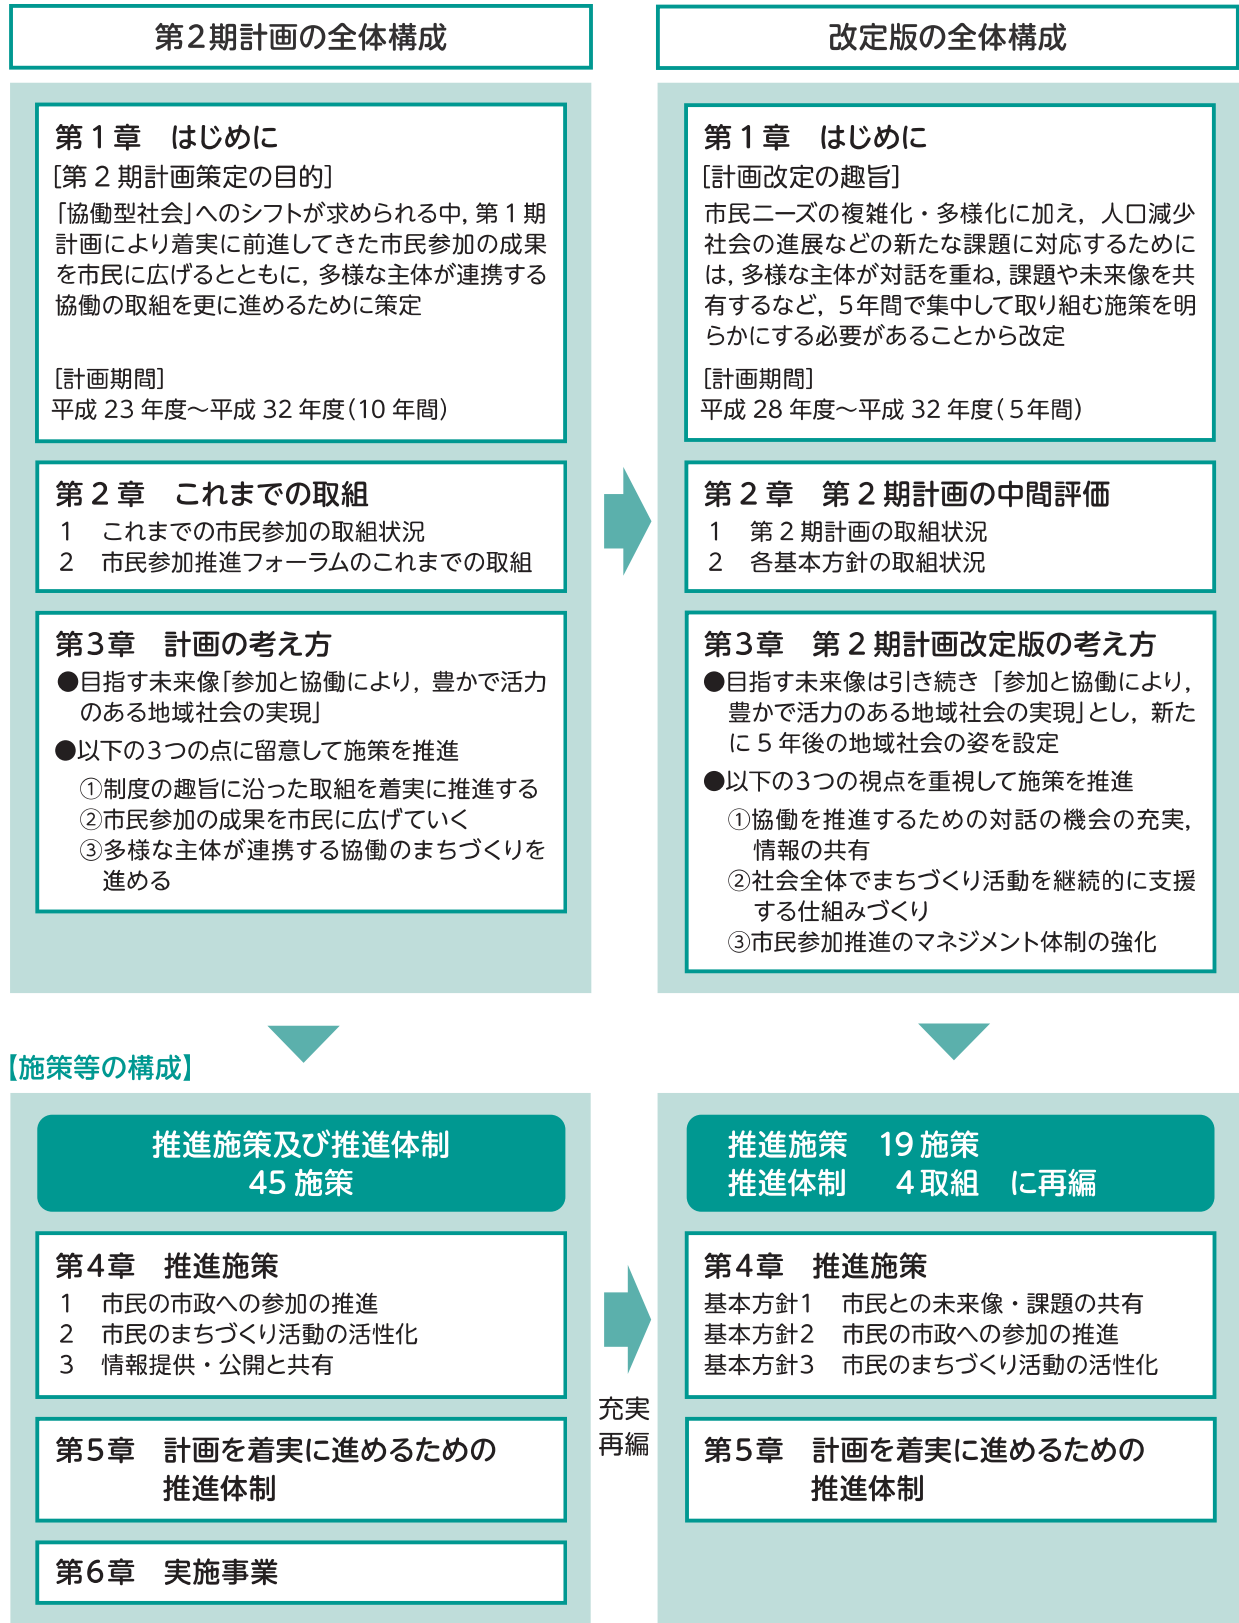 第2期計画の全体構成
第1章　はじめに
[第2期計画策定の目的]
「協働型社会」へのシフトが求められる中，第1期
計画により着実に前進してきた市民参加の成果
を市民に広げるとともに，多様な主体が連携する
協働の取組を更に進めるために策定
[計画期間]
平成23年度～平成32年度（10年間）
第2章　これまでの取組
1　これまでの市民参加の取組状況
2　市民参加推進フォーラムのこれまでの取組
第3章　計画の考え方
●目指す未来像「参加と協働により，豊かで活力
のある地域社会の実現」
●以下の3つの点に留意して施策を推進
①制度の趣旨に沿った取組を着実に推進する
②市民参加の成果を市民に広げていく
③多様な主体が連携する協働のまちづくりを
進める
改定版の全体構成
第1章　はじめに
[計画改定の趣旨]
市民ニーズの複雑化・多様化に加え，人口減少
社会の進展などの新たな課題に対応するために
は，多様な主体が対話を重ね，課題や未来像を共
有するなど，5年間で集中して取り組む施策を明
らかにする必要があることから改定
[計画期間]
平成28年度～平成32年度（5年間）
第2章　第2期計画の中間評価
1　第2期計画の取組状況
2　各基本方針の取組状況
第3章　第2期計画改定版の考え方
●目指す未来像は引き続き「参加と協働により，
豊かで活力のある地域社会の実現」とし，新た
に5年後の地域社会の姿を設定
●以下の3つの視点を重視して施策を推進
①協働を推進するための対話の機会の充実，
情報の共有
②社会全体でまちづくり活動を継続的に支援
する仕組みづくり
③市民参加推進のマネジメント体制の強化
【施策等の構成】
推進施策及び推進体制
45施策
第4章　推進施策
1　市民の市政への参加の推進
2　市民のまちづくり活動の活性化
3　情報提供・公開と共有
第5章　計画を着実に進めるための
推進体制
第6章　実施事業
充実
再編
推進施策　19施策
推進体制　4取組　に再編
第4章　推進施策
基本方針1　市民との未来像・課題の共有
基本方針2　市民の市政への参加の推進
基本方針3　市民のまちづくり活動の活性化
第5章　計画を着実に進めるための
推進体制